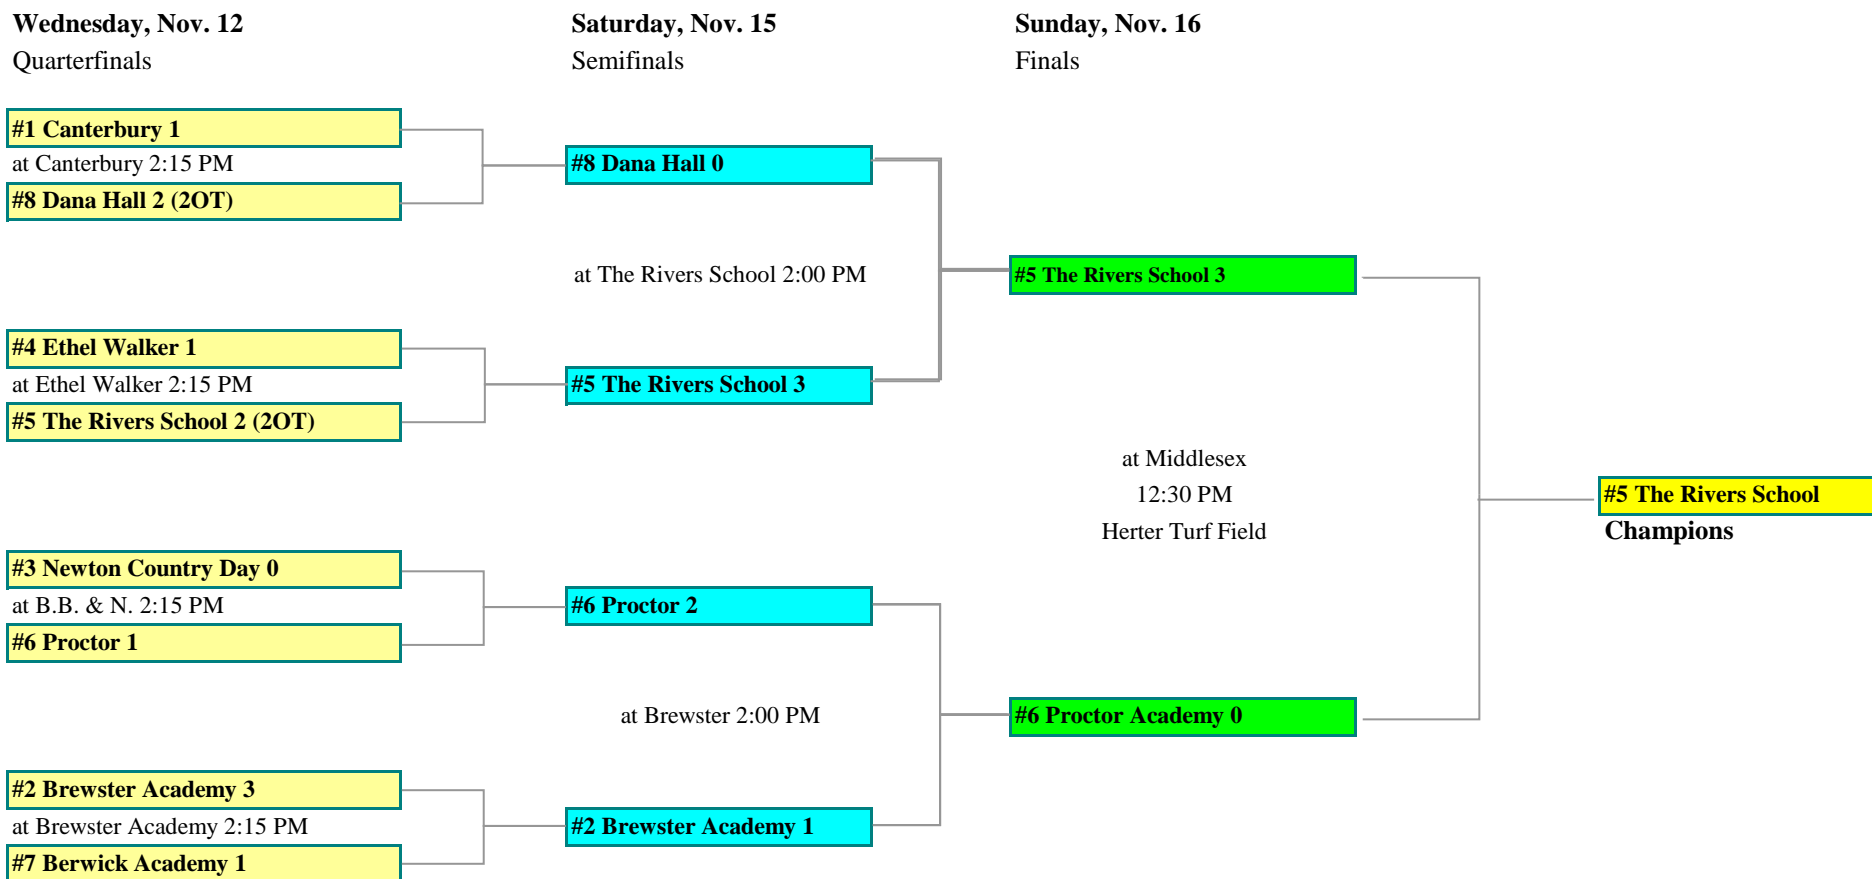 Wednesday, Nov. 12
Quarterfinals
Saturday, Nov. 15
Semifinals
Sunday, Nov. 16
Finals
#1 Canterbury 1
at Canterbury 2:15 PM
#8 Dana Hall 2 (2OT)
#4 Ethel Walker 1
at Ethel Walker 2:15 PM
#5 The Rivers School 2 (2OT)
#3 Newton Country Day 0
at B.B. & N. 2:15 PM
#6 Proctor 1
#2 Brewster Academy 3
at Brewster Academy 2:15 PM
#7 Berwick Academy 1
#8 Dana Hall 0
at The Rivers School 2:00 PM
#5 The Rivers School 3
#6 Proctor 2
at Brewster 2:00 PM
#2 Brewster Academy 1
#5 The Rivers School 3
at Middlesex
12:30 PM
Herter Turf Field
#6 Proctor Academy 0
#5 The Rivers School
Champions